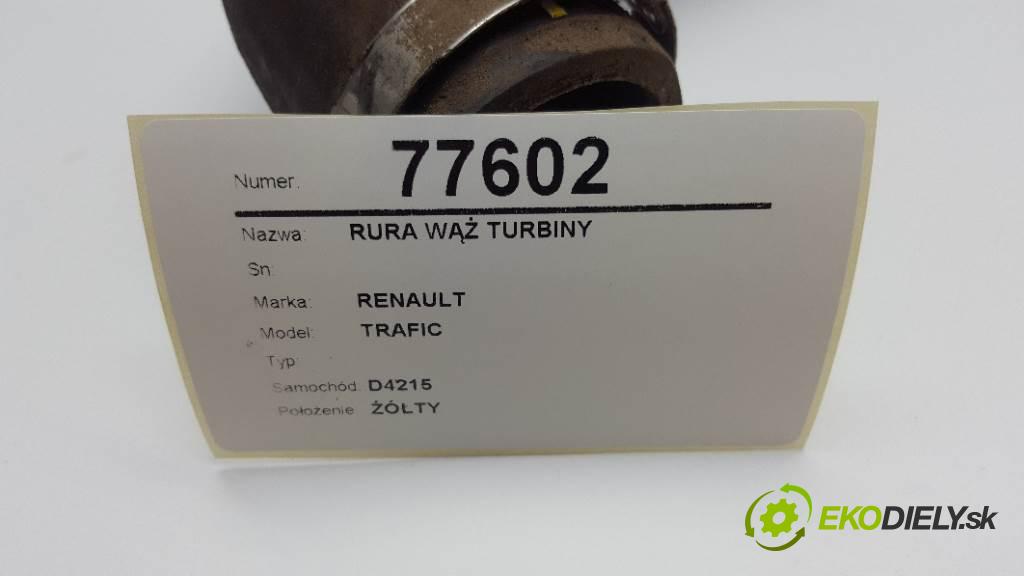 Numer: 77602
Nazwa: RURA WĄŻ TURBINY
Sn:
Marka: RENAULT
Model: TRAFIC
Typ:
Samochód: D4215
Położenie ŻÓŁTY
EKODIELY.sk